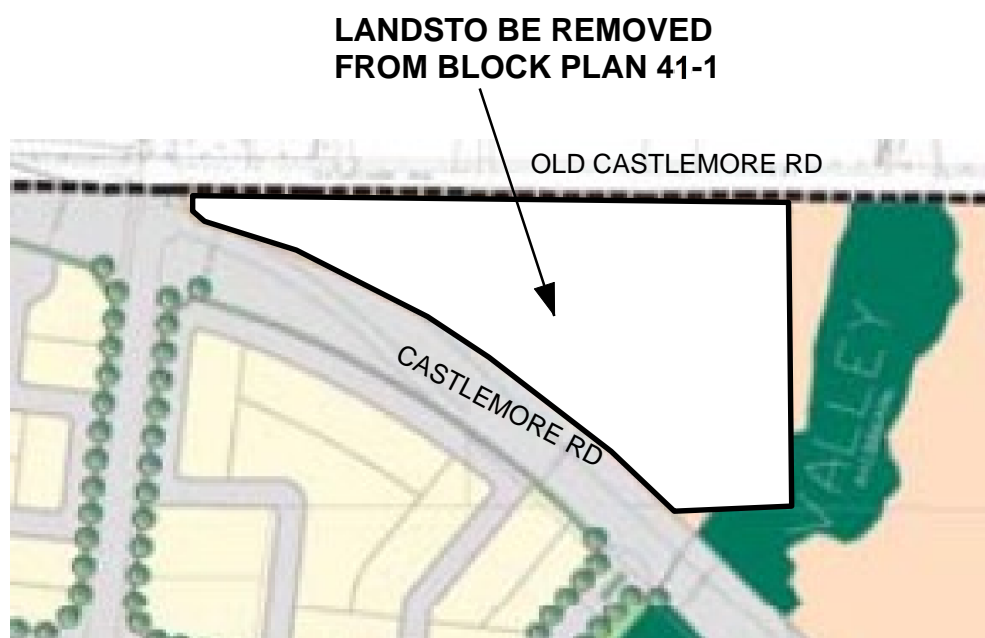 LANDSTO BE REMOVED
FROM BLOCK PLAN 41-1
OLD CASTLEMORE RD
CASTLEMORE RD
VALLEY